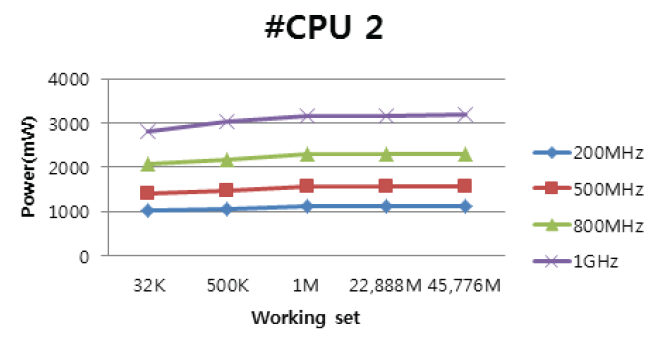 #CPU 2
4000
3000
2000
1000
0
Power(mW)
32K 500K 1M 22,888M 45,776M
Working set
200MHz
500MHz
800MHz
1GHz